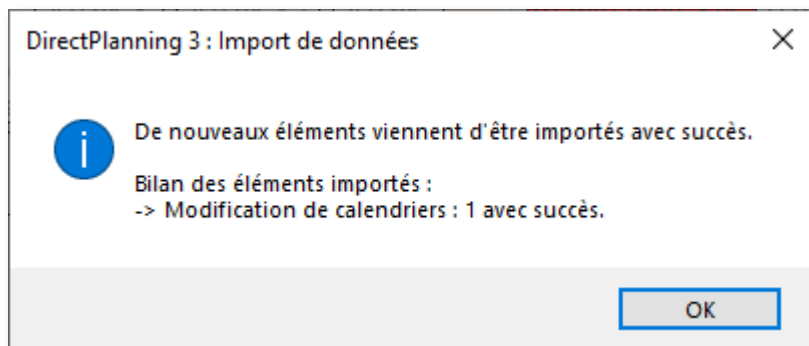 DirectPlanning 3 : Import de données
De nouveaux éléments viennent d'être importés avec succès.
Bilan des éléments importés :
-> Modification de calendriers : 1 avec succès.
OK